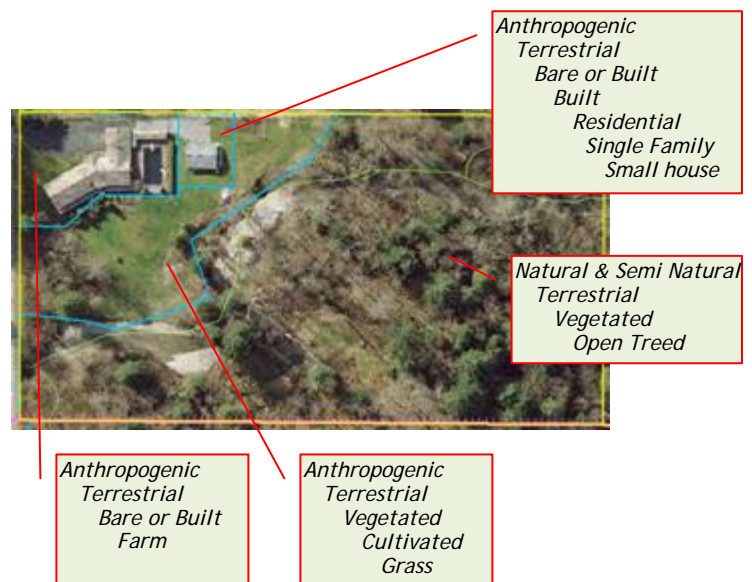 Anthropogenic
Terrestrial
Bare or Built
Built
Residential
Single Family
Small house
Natural & Semi Natural
Terrestrial
Vegetated
Open Treed
Anthropogenic
Terrestrial
Bare or Built
Farm
Anthropogenic
Terrestrial
Vegetated
Cultivated
Grass